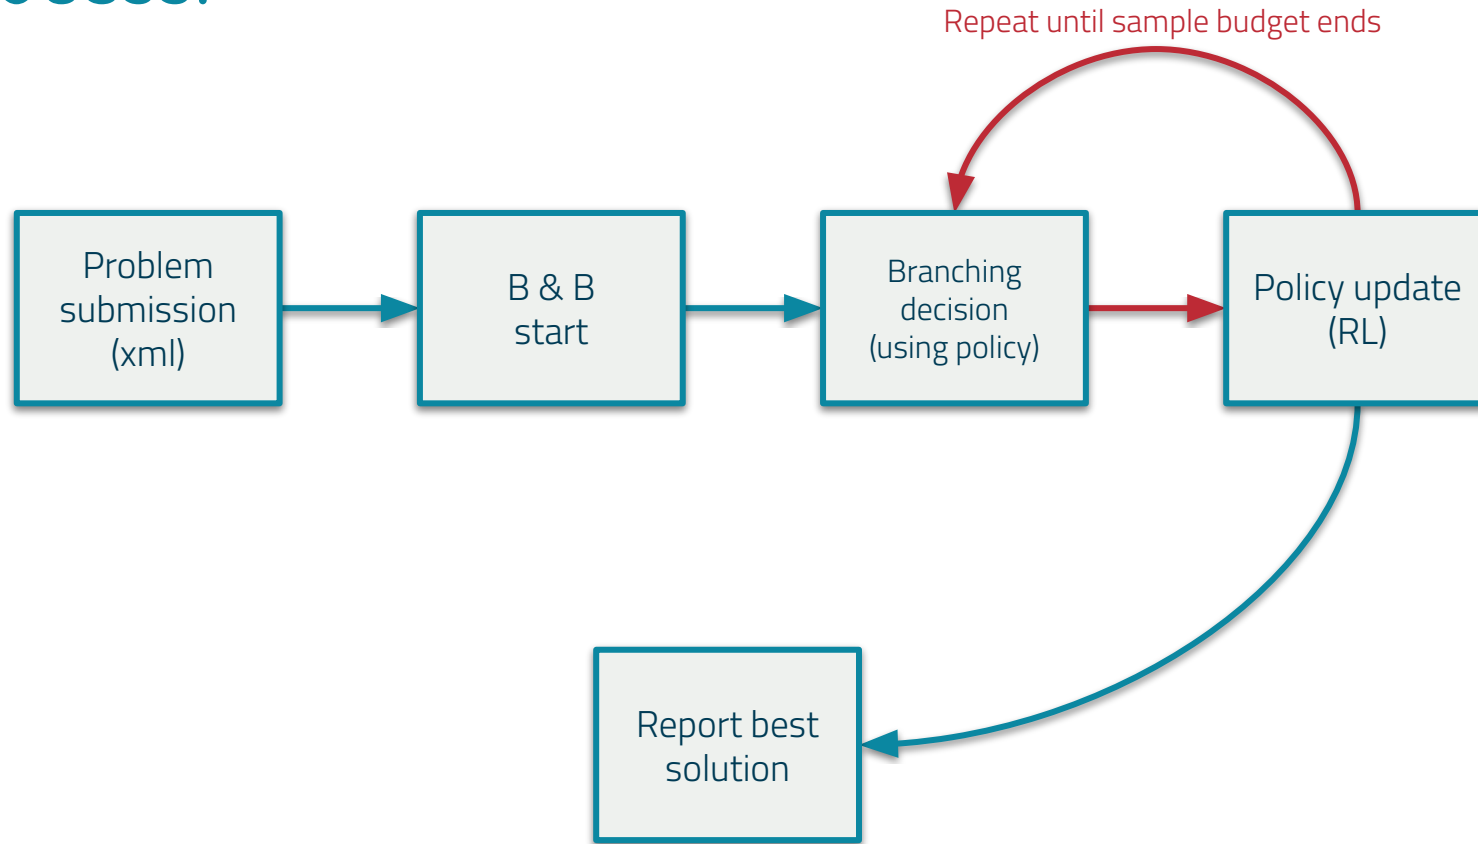 Repeat until sample budget ends
Problem
submission
(xml)
B & B
start
Branching
decision
(using policy)
Policy update
(RL)
Report best
solution